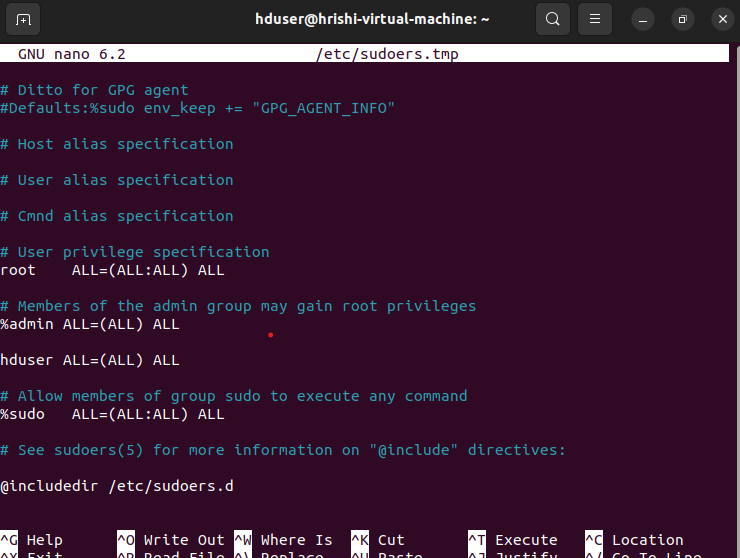 hduser@hrishi-virtual-machine: ~
GNU nano 6.2 /etc/sudoers.tmp
# Ditto for GPG agent
#Defaults:%sudo env_keep += "GPG_AGENT_INFO"
# Host alias specification
# User alias specification
# Cmnd alias specification
# User privilege specification
root ALL=(ALL:ALL) ALL
# Members of the admin group may gain root privileges
%admin ALL=(ALL) ALL
hduser ALL=(ALL) ALL
# Allow members of group sudo to execute any command
%sudo ALL=(ALL:ALL) ALL
# See sudoers(5) for more information on "@include" directives:
@includedir /etc/sudoers.d
^G Help ^O Write Out ^W Where Is ^K Cut ^T Execute ^C Location
^X Exit ^R Read File ^\ Replace ^U Paste ^J Justify ^/ Go To Line